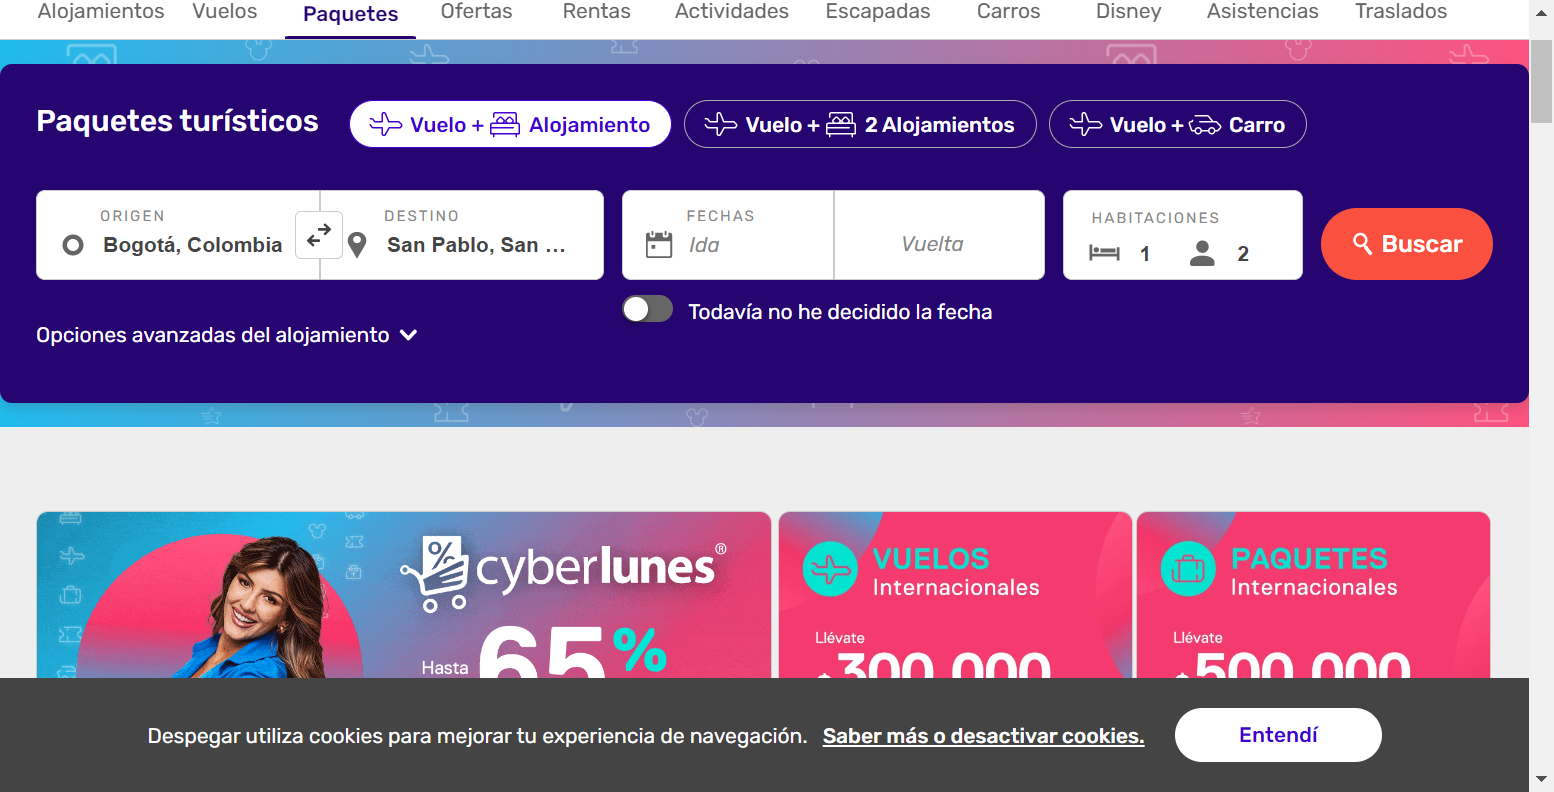 Alojamientos Vuelos Paquetes Ofertas Rentas Actividades Escapadas Carros Disney Asistencias Traslados
Paquetes turísticos
Vuelo + Alojamiento
Vuelo + 2 Alojamientos
Vuelo + Carro
ORIGEN
Bogotá, Colombia
DESTINO
San Pablo, San ...
FECHAS
Ida
Vuelta
HABITACIONES
1 2
Buscar
Todavía no he decidido la fecha
Opciones avanzadas del alojamiento
% cyberlunes®
Hasta 65%
VUELOS
Internacionales
Llévate
$300.000
PAQUETES
Internacionales
Llévate
$500.000
Despegar utiliza cookies para mejorar tu experiencia de navegación. Saber más o desactivar cookies.
Entendí